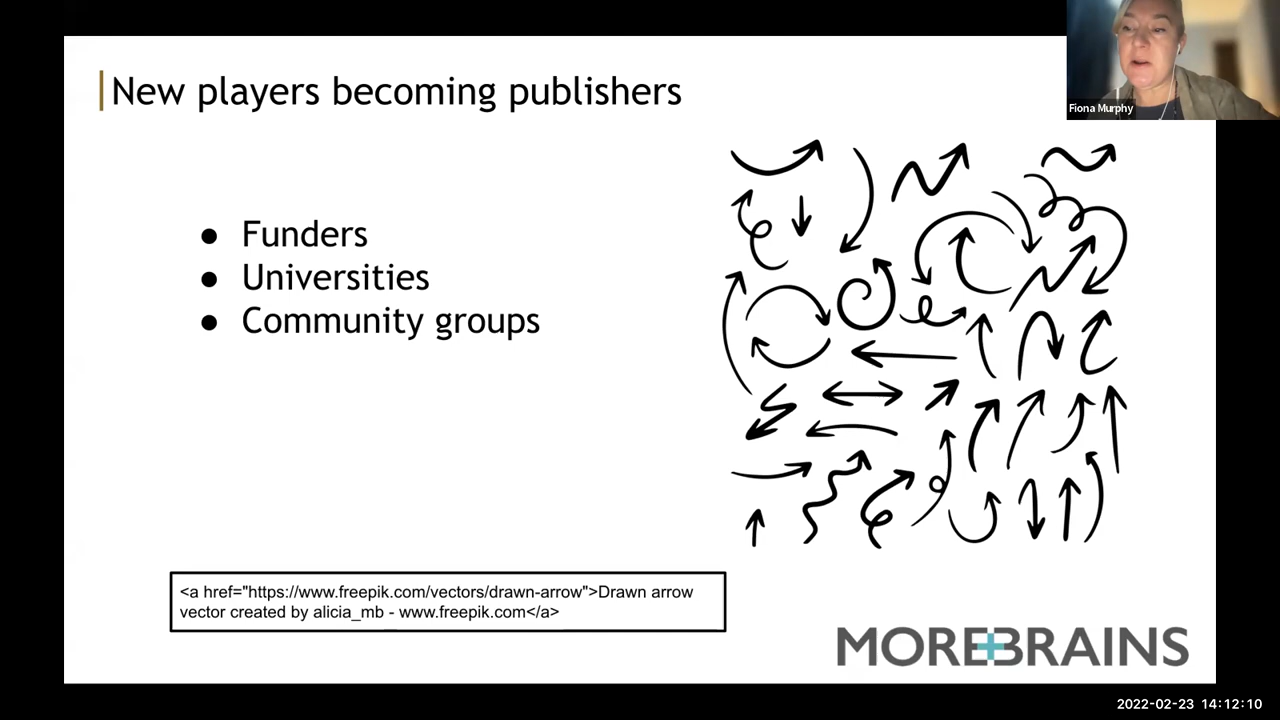 New players becoming publishers
Fiona Murphy
● Funders
● Universities
● Community groups
<a href="https://www.freepik.com/vectors/drawn-arrow">Drawn arrow
vector created by alicia_mb - www.freepik.com</a>
MOREBRAINS
2022-02-23 14:12:10